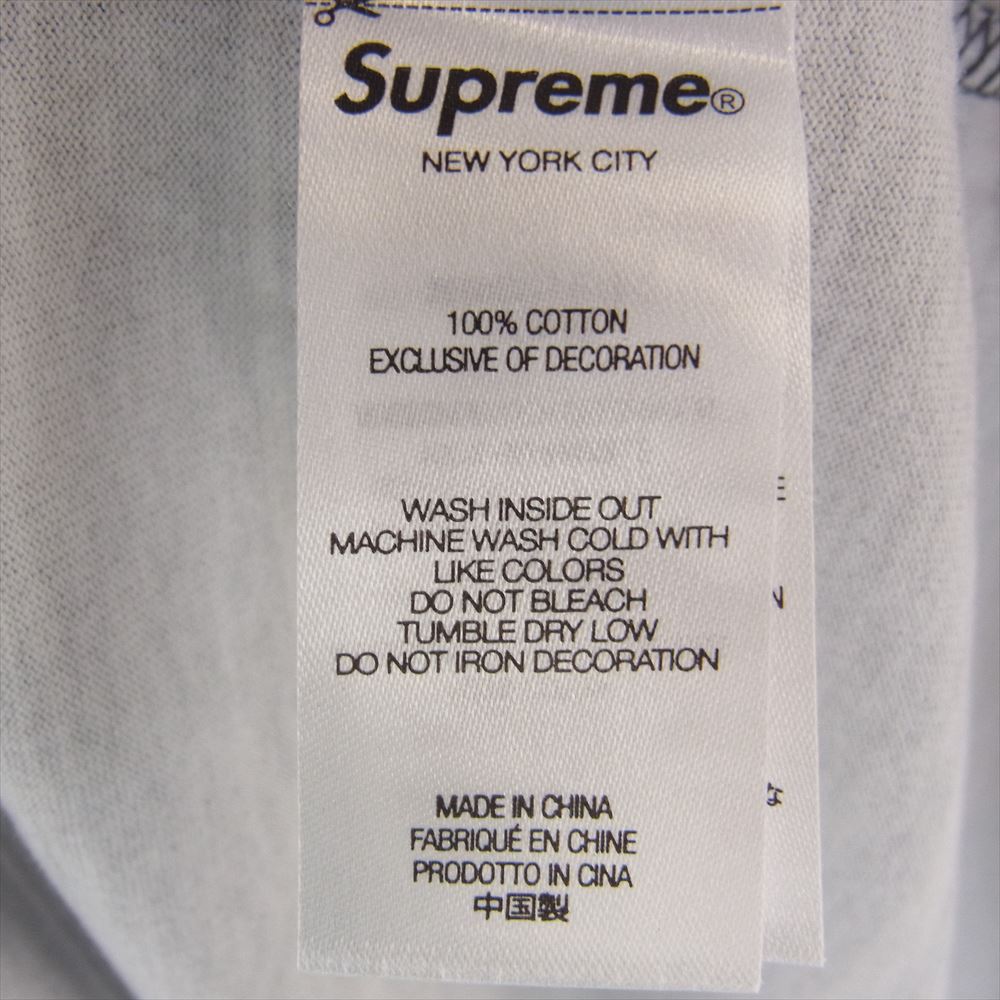 Supreme®
NEW YORK CITY
100% COTTON
EXCLUSIVE OF DECORATION
WASH INSIDE OUT
MACHINE WASH COLD WITH
LIKE COLORS
DO NOT BLEACH
TUMBLE DRY LOW
DO NOT IRON DECORATION
MADE IN CHINA
FABRIQUÉ EN CHINE
PRODOTTO IN CINA
中国製